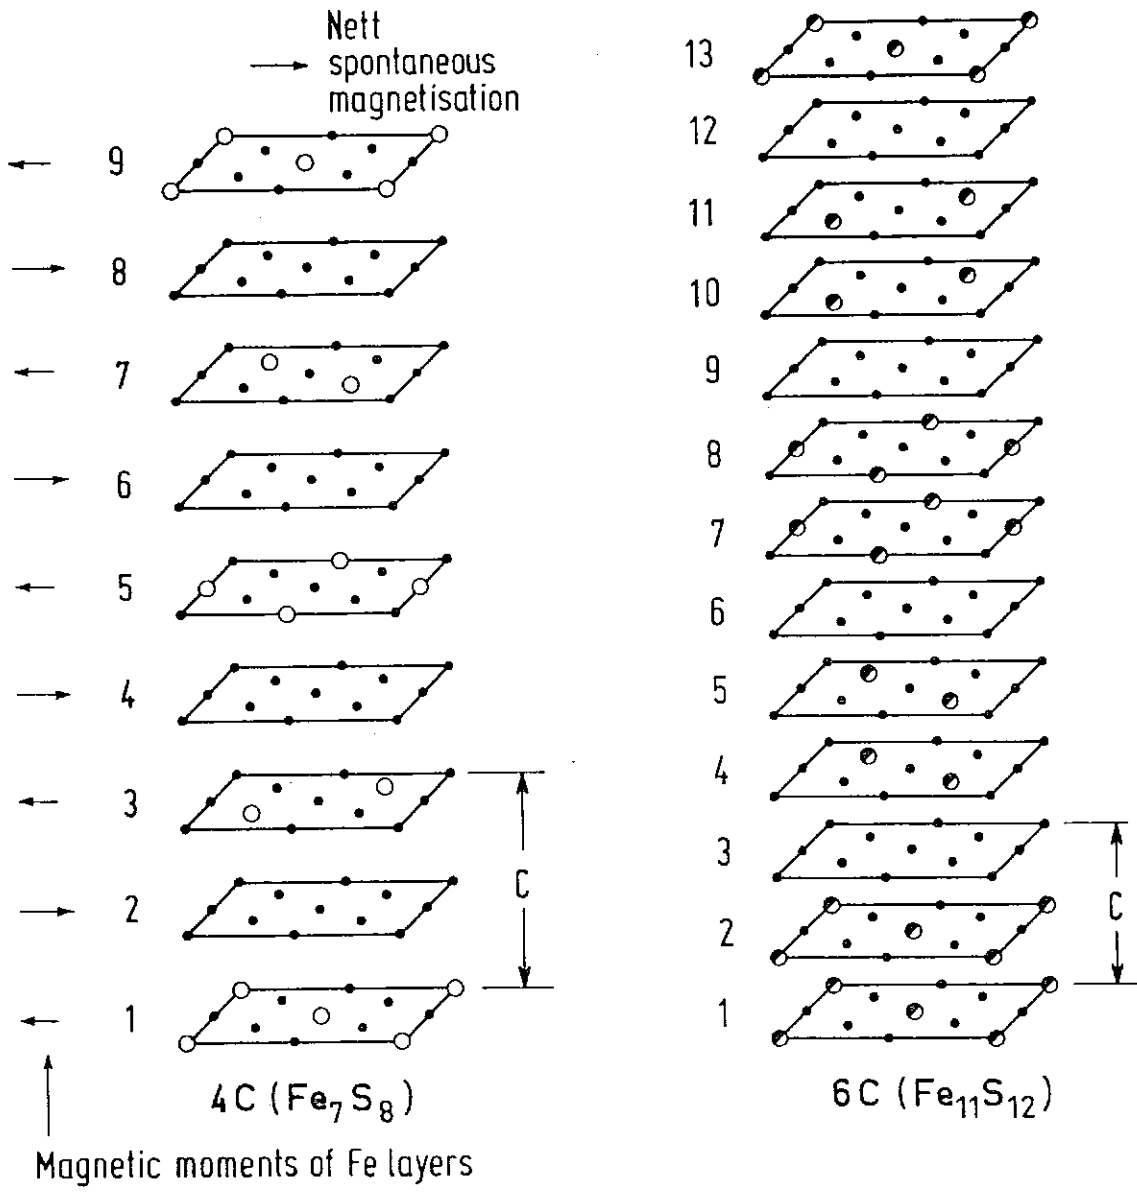 Nett
spontaneous
magnetisation
9
8
7
6
5
4
3
2
1
C
4C (Fe₇S₈)
Magnetic moments of Fe layers
13
12
11
10
9
8
7
6
5
4
3
2
1
C
6C (Fe₁₁S₁₂)